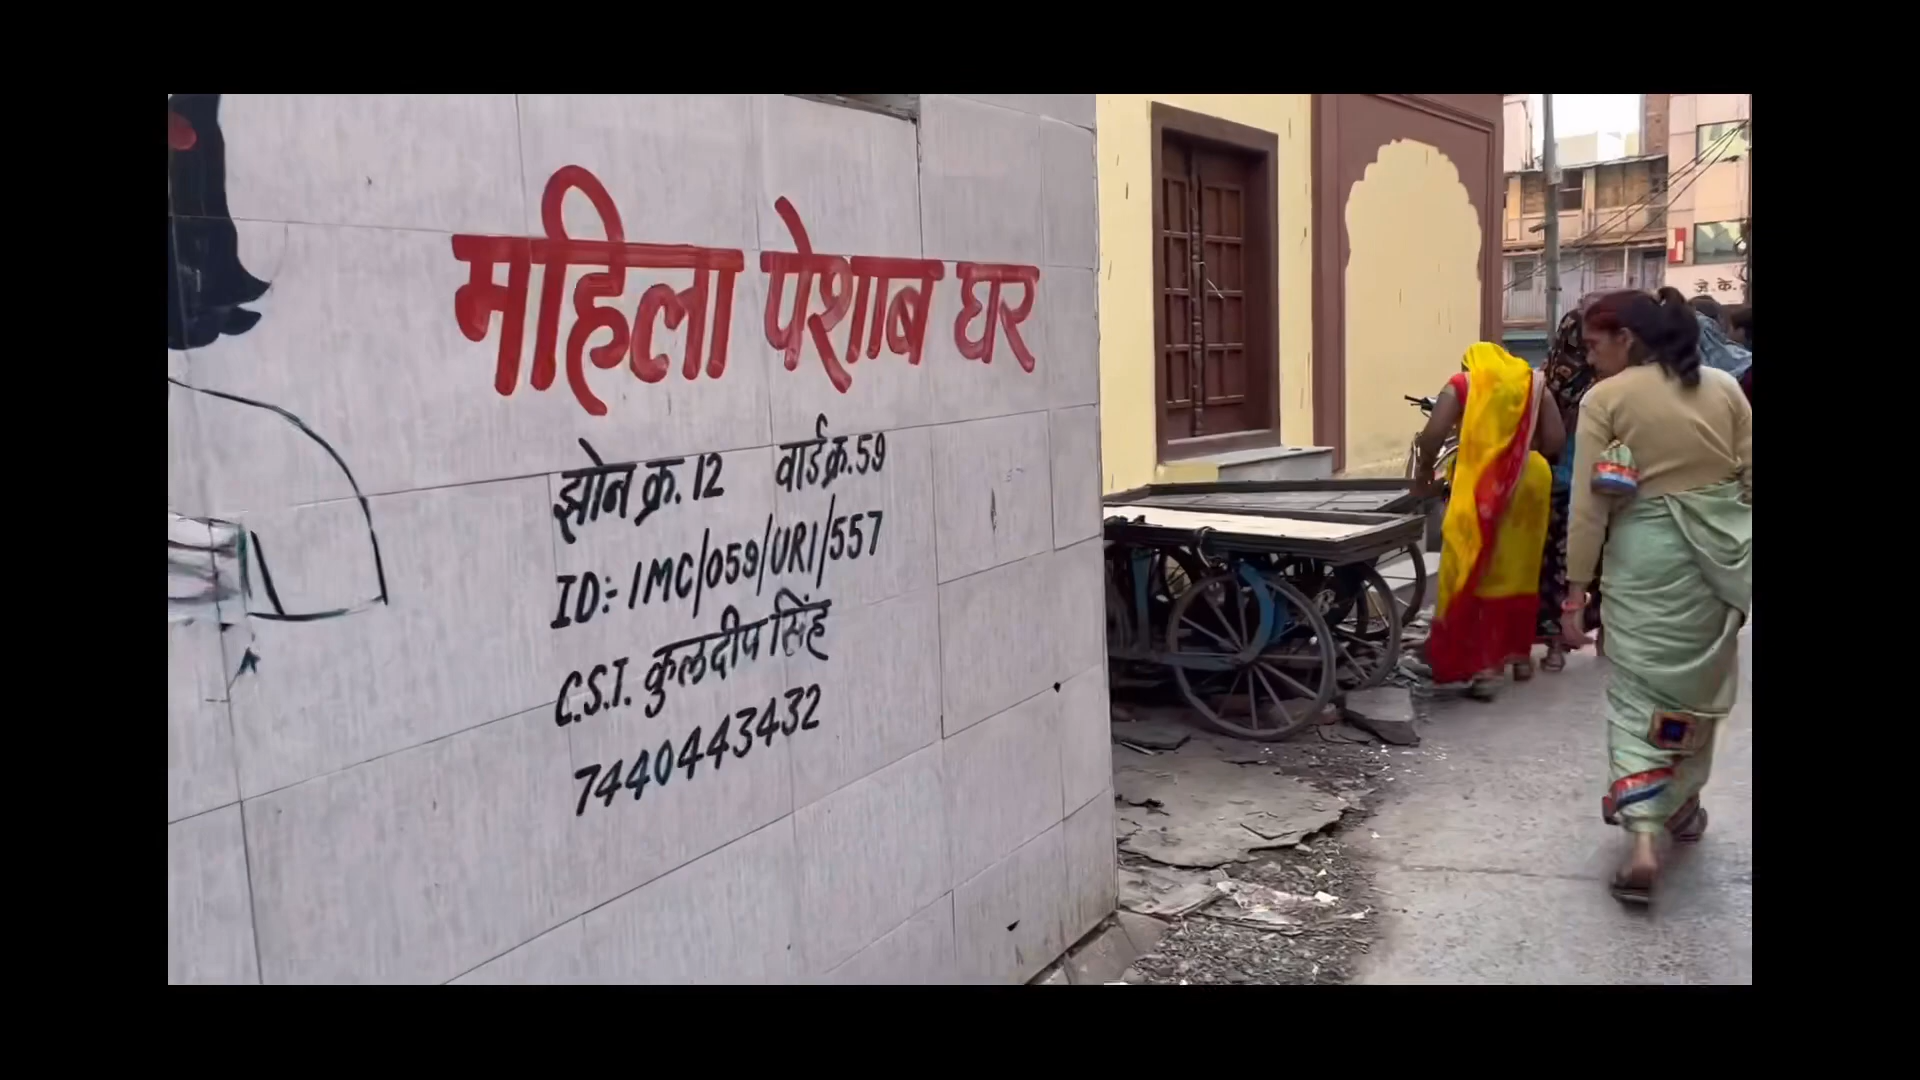 महिला पेशाब घर
झोन क्र. 12 वार्ड क्र. 59
ID:- IMC/059/URI/557
C.S.T. कुलदीप सिंह
7440443432
जे. के.